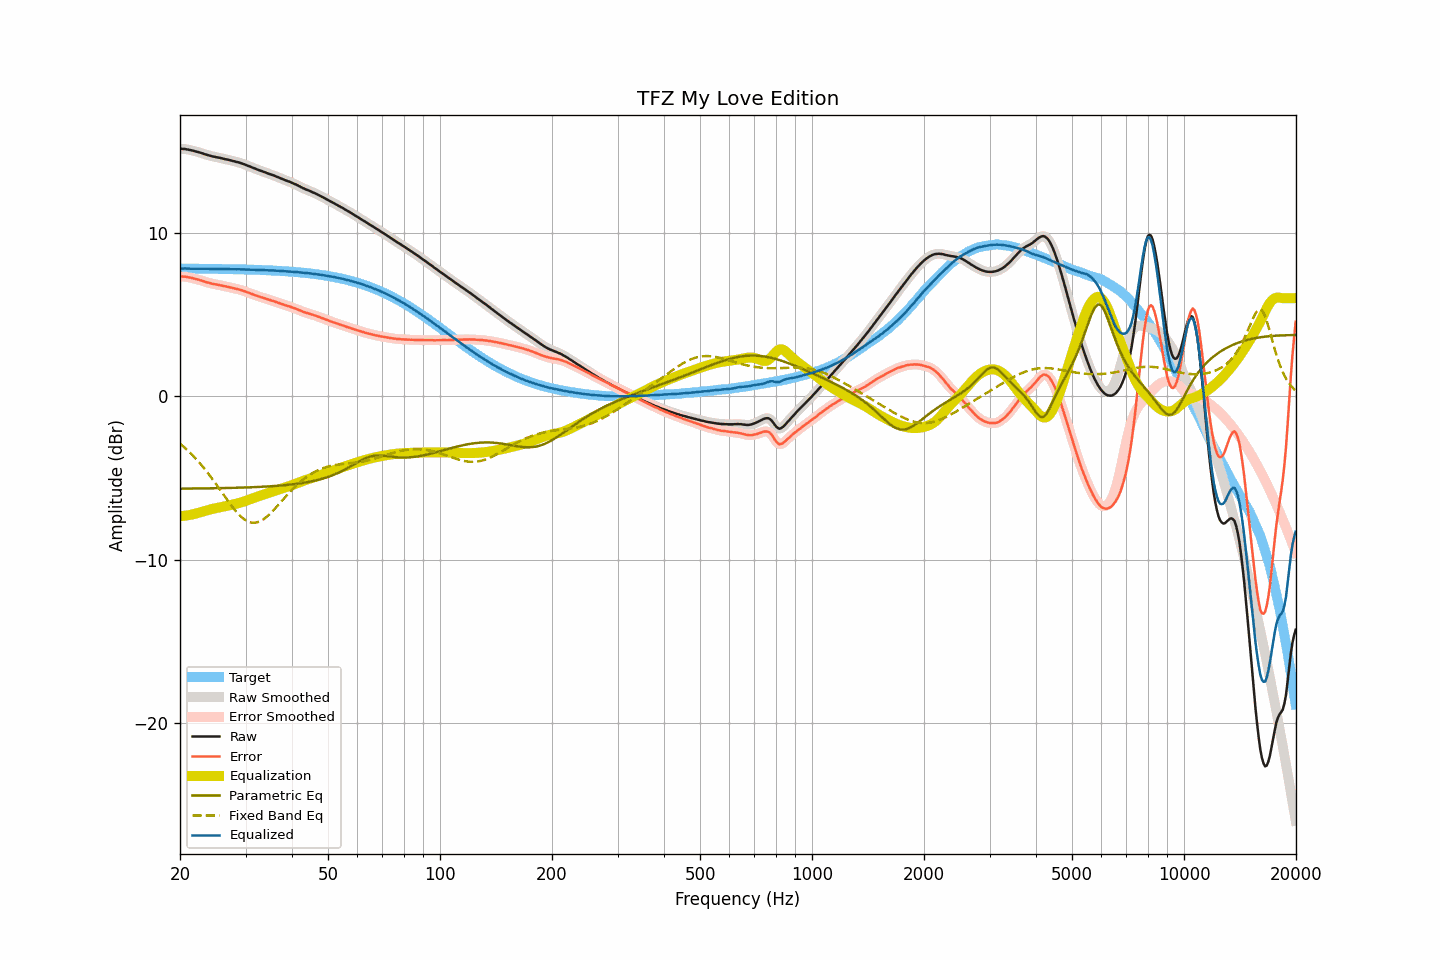 TFZ My Love Edition
Amplitude (dBr)
10
0
−10
−20
Target
Raw Smoothed
Error Smoothed
Raw
Error
Equalization
Parametric Eq
Fixed Band Eq
Equalized
20 50 100 200 500 1000 2000 5000 10000 20000
Frequency (Hz)